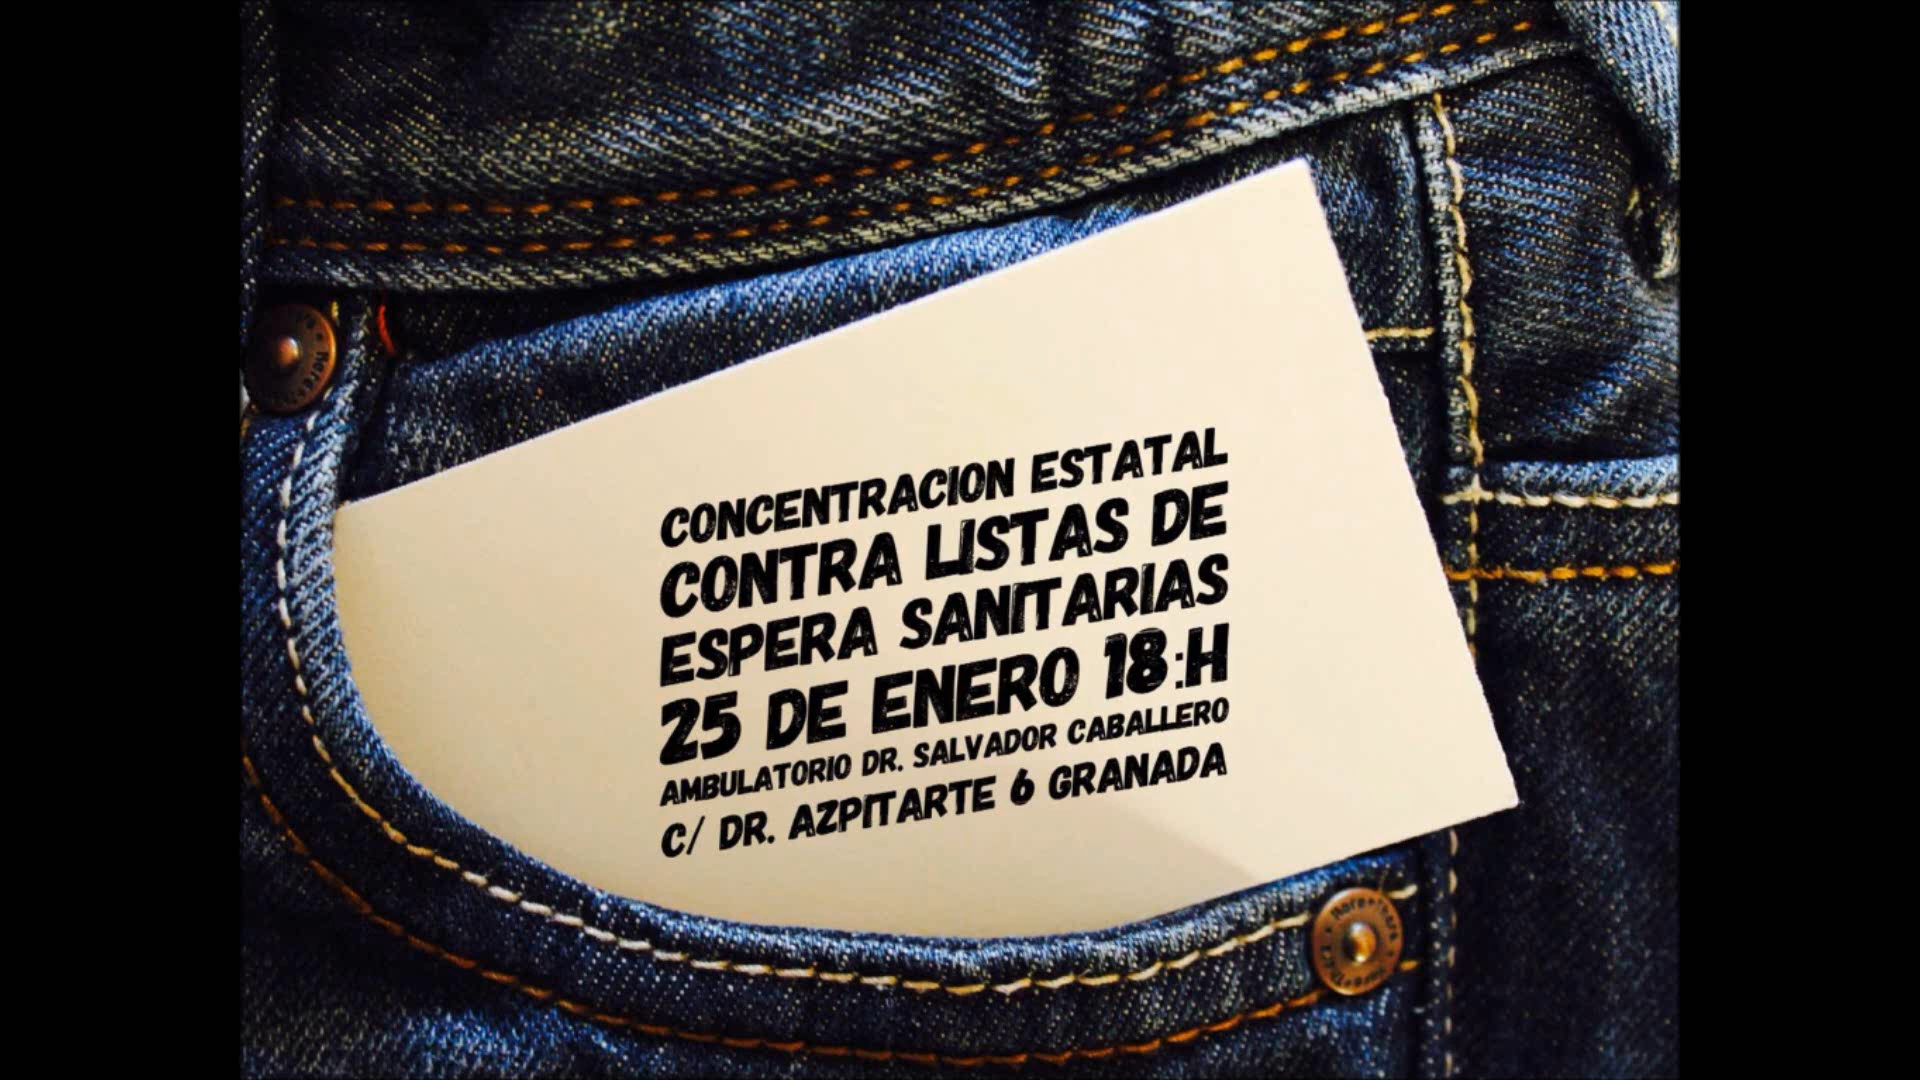 CONCENTRACION ESTATAL
CONTRA LISTAS DE
ESPERA SANITARIAS
25 DE ENERO 18:H
AMBULATORIO DR. SALVADOR CABALLERO
C/ DR. AZPITARTE 6 GRANADA